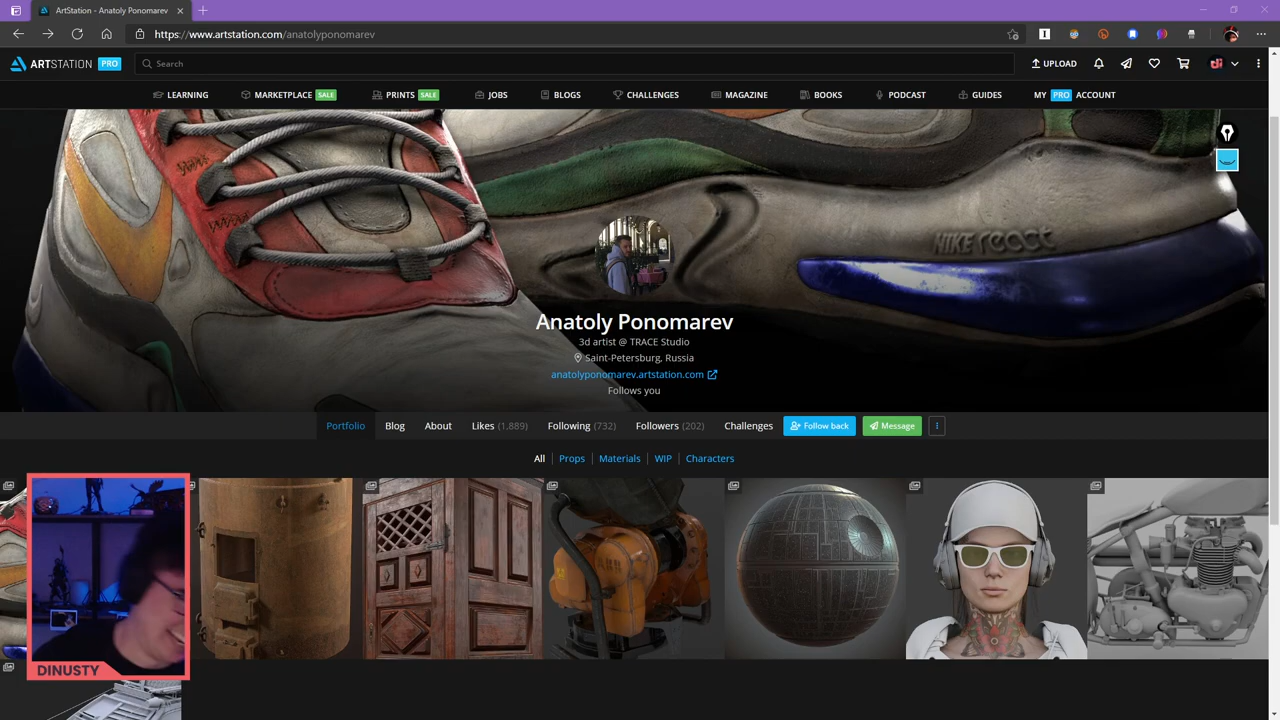 ArtStation - Anatoly Ponomarev
https://www.artstation.com/anatolyponomarev
ARTSTATION PRO
Search
UPLOAD
LEARNING
MARKETPLACE SALE
PRINTS SALE
JOBS
BLOGS
CHALLENGES
MAGAZINE
BOOKS
PODCAST
GUIDES
MY PRO ACCOUNT
NIKE react
Anatoly Ponomarev
3d artist @ TRACE Studio
Saint-Petersburg, Russia
anatolyponomarev.artstation.com
Follows you
Portfolio
Blog
About
Likes (1,889)
Following (732)
Followers (202)
Challenges
Follow back
Message
All
Props
Materials
WIP
Characters
ABB
DINUSTY